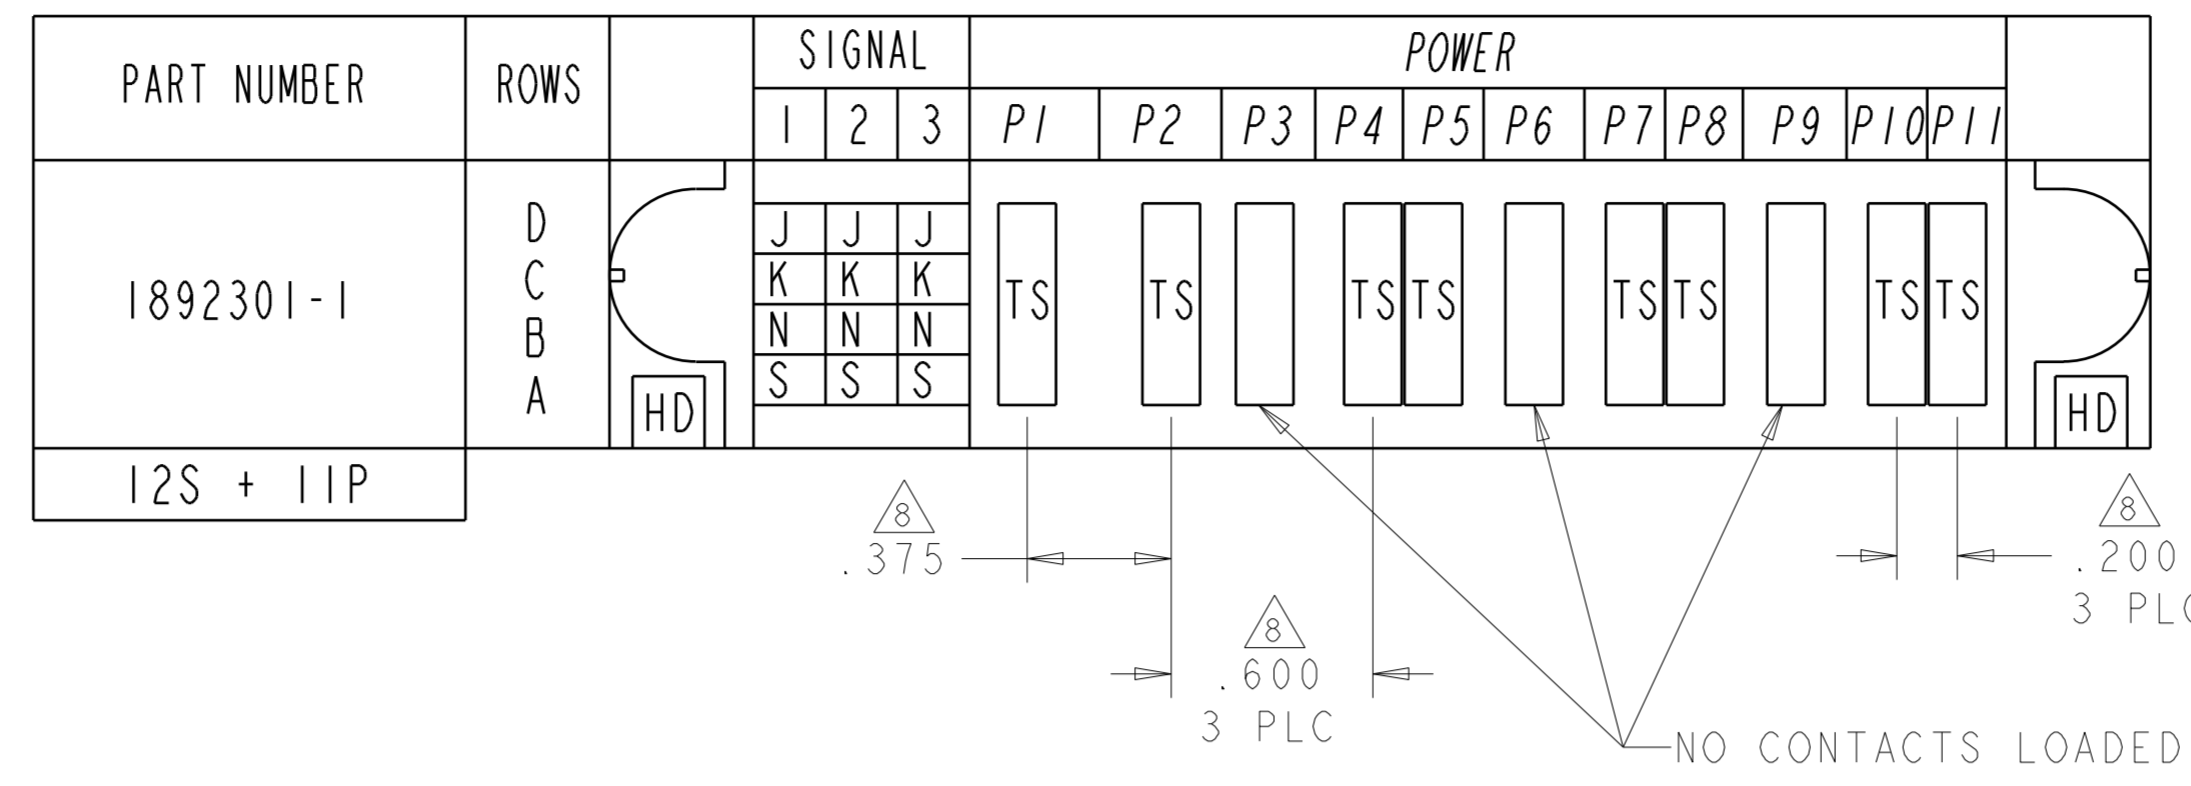 PART NUMBER ROWS SIGNAL POWER
1 2 3 P1 P2 P3 P4 P5 P6 P7 P8 P9 P10 P11
1892301-1
D
C
B
A
J J J
K K K
N N N
S S S
TS TS TS TS TS TS TS TS
HD HD
12S + 11P
8
.375
8
.600
3 PLC
8
.200
3 PLC
NO CONTACTS LOADED